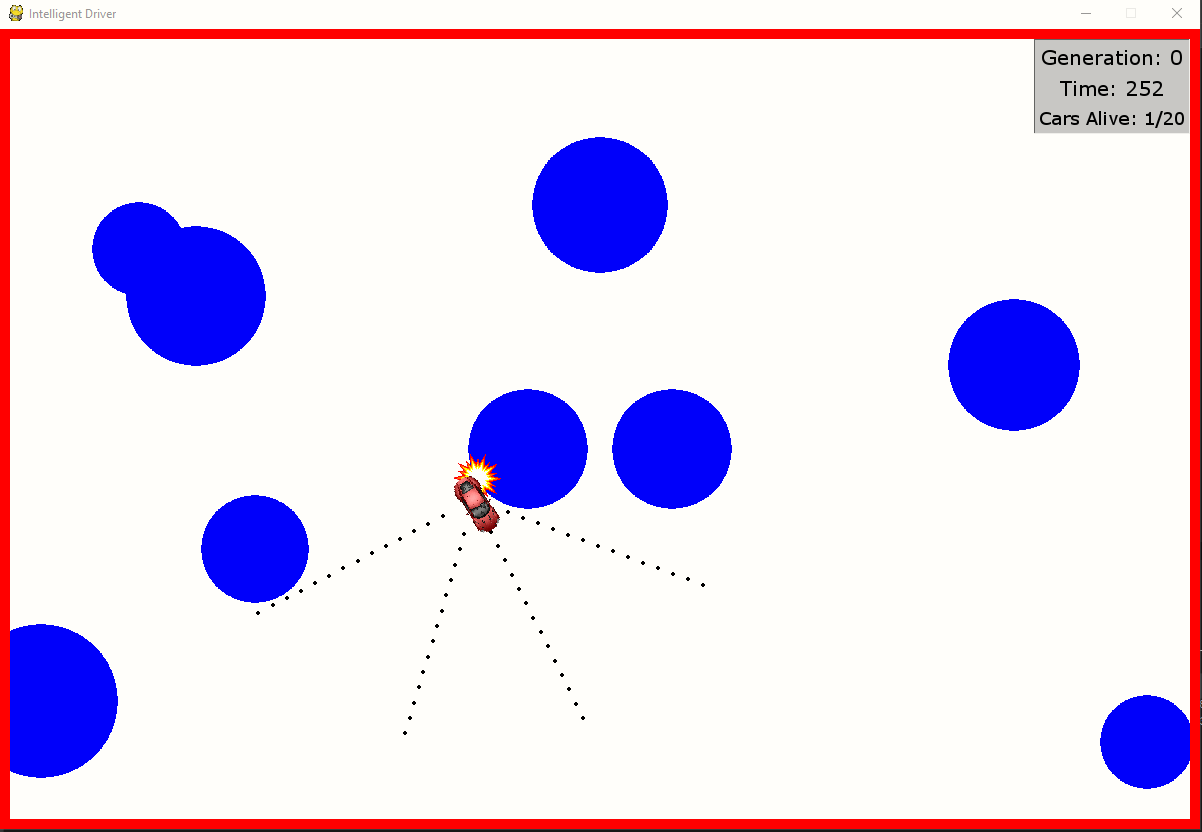 Intelligent Driver
Generation: 0
Time: 252
Cars Alive: 1/20